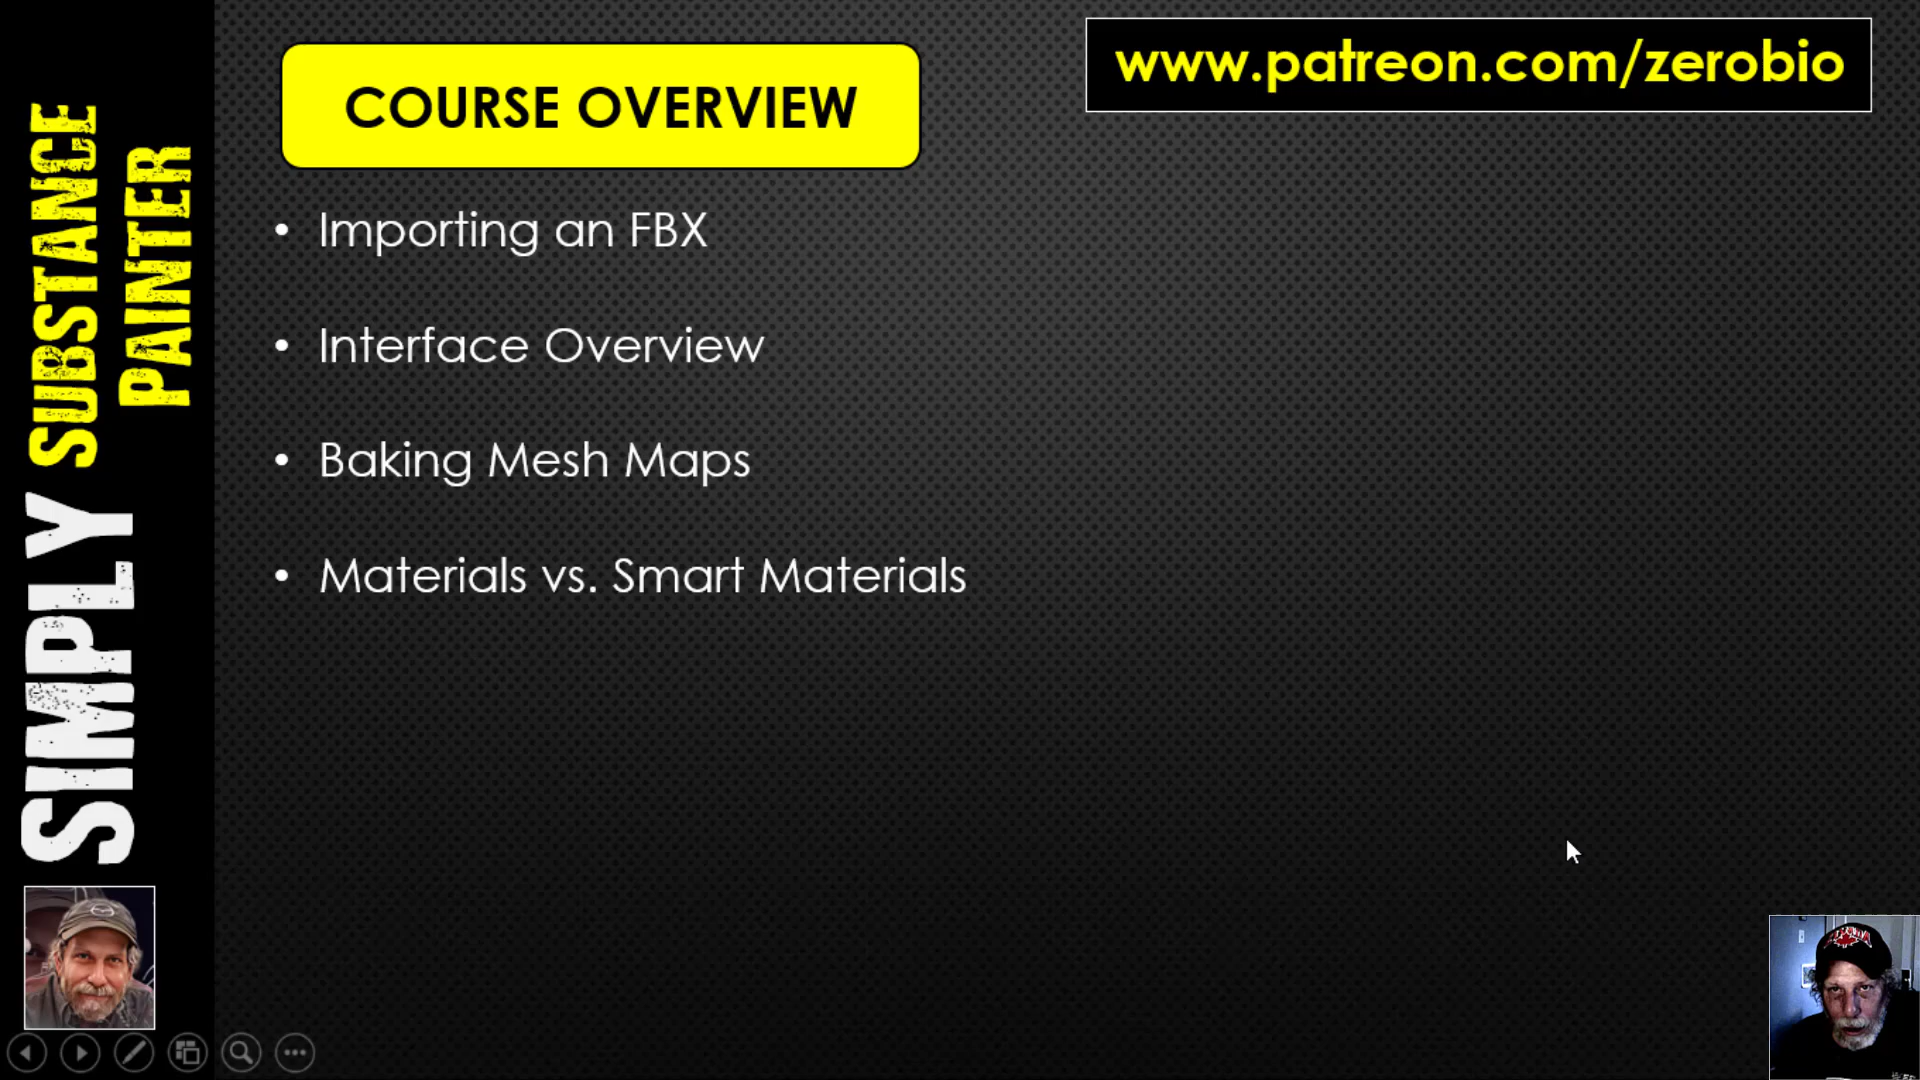 COURSE OVERVIEW
www.patreon.com/zerobio
• Importing an FBX
• Interface Overview
• Baking Mesh Maps
• Materials vs. Smart Materials
SIMPLY SUBSTANCE
PAINTER